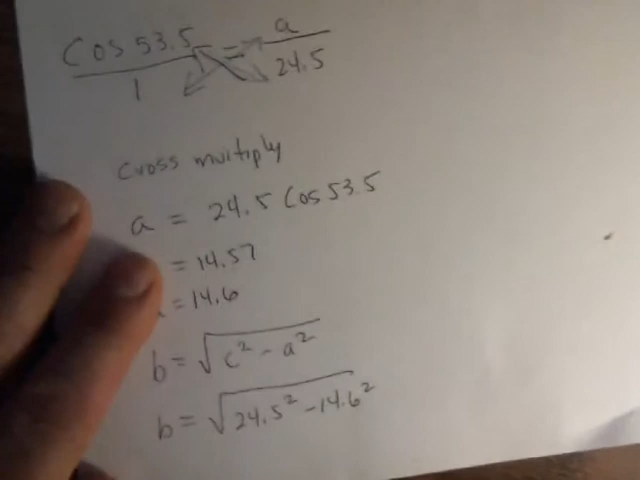 Cos 53.5 = a
1 24.5
Cross multiply
a = 24.5 Cos 53.5
= 14.57
= 14.6
b = √c² - a²
b = √24.5² - 14.6²